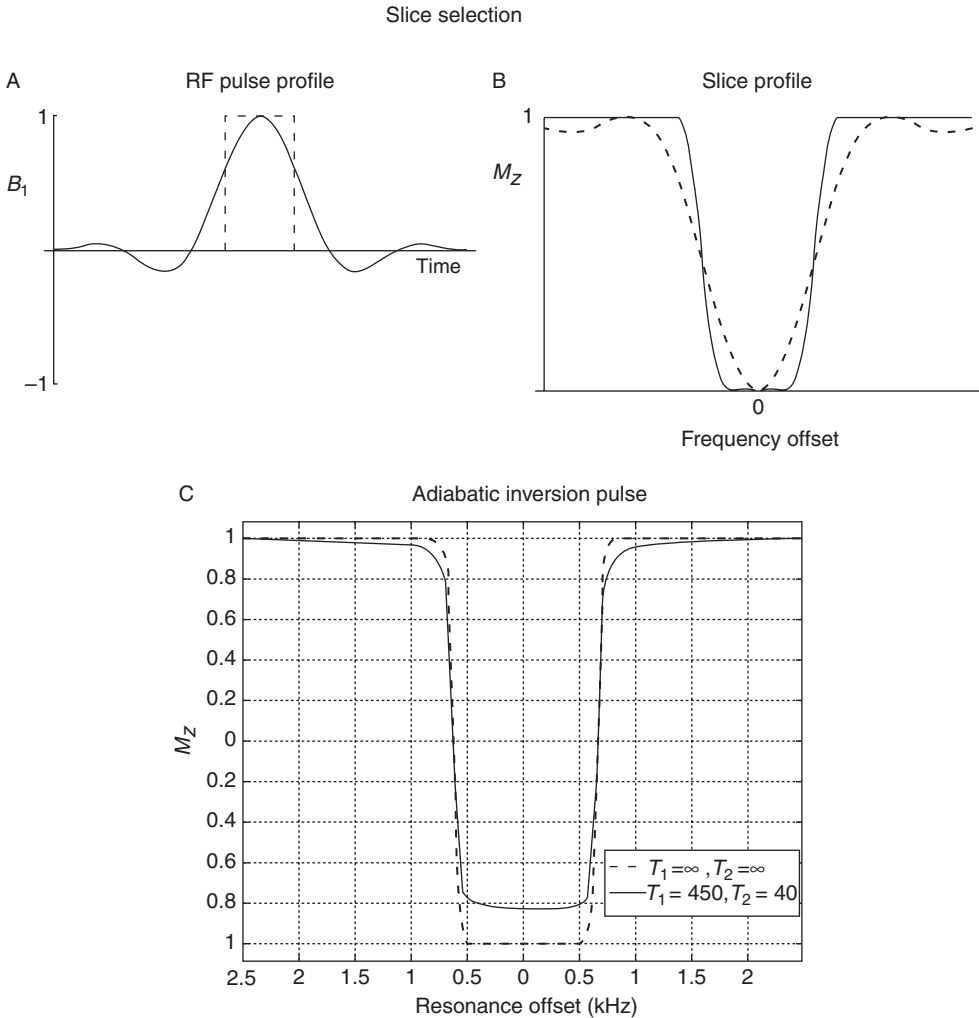 Slice selection
A
RF pulse profile
1
B₁
Time
−1
B
Slice profile
1
M_Z
0
Frequency offset
C
Adiabatic inversion pulse
1
0.8
0.6
0.4
0.2
0
0.2
0.4
0.6
0.8
1
M_Z
T₁ = ∞ , T₂ = ∞
T₁ = 450, T₂ = 40
2.5 2 1.5 1 0.5 0 0.5 1 1.5 2
Resonance offset (kHz)